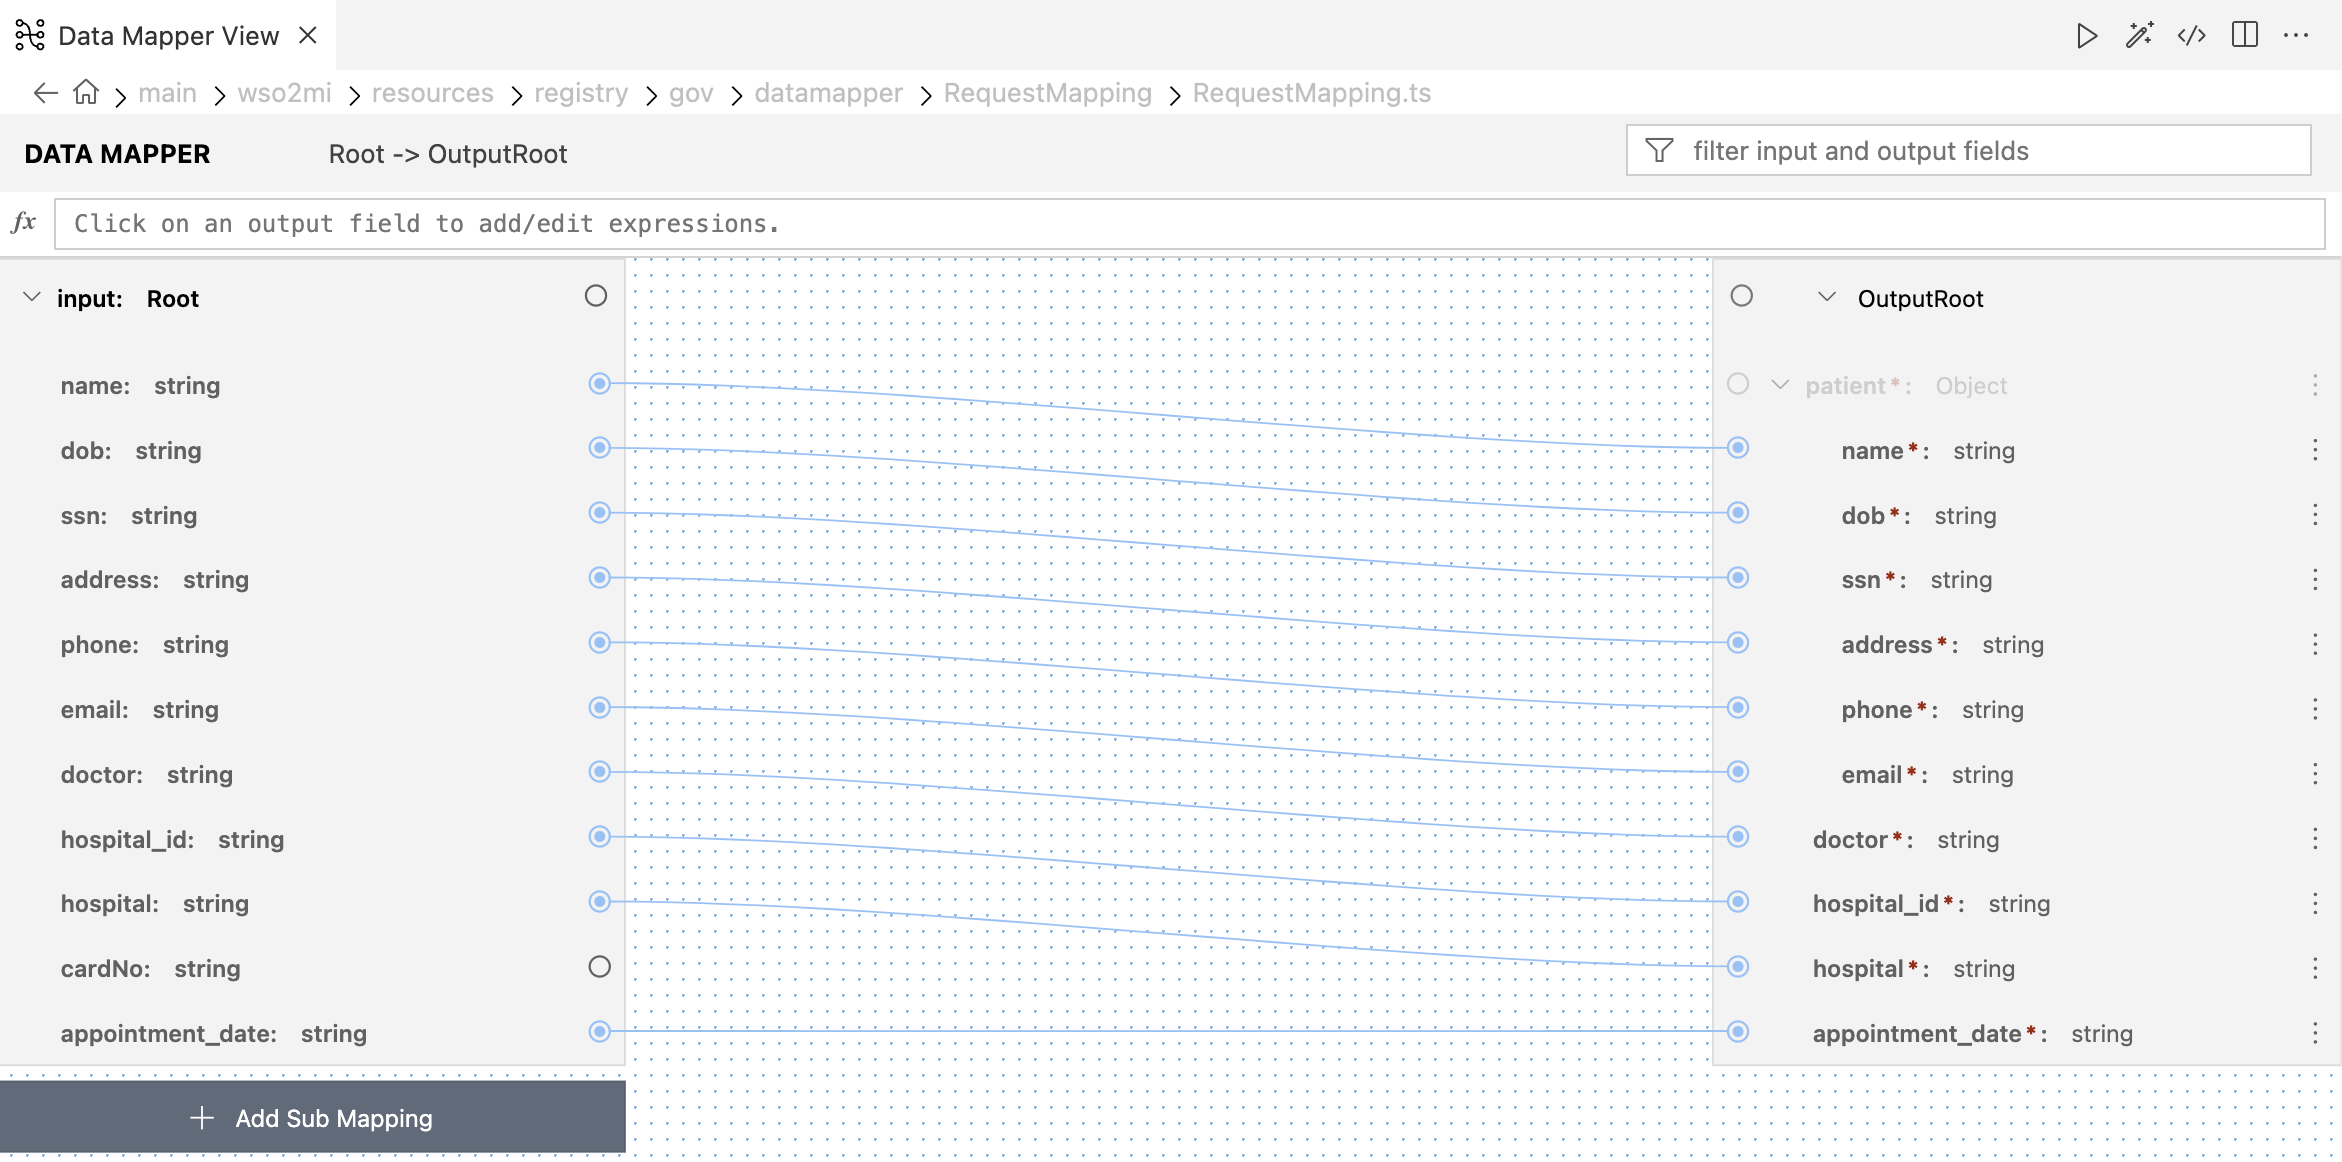 Data Mapper View
main > wso2mi > resources > registry > gov > datamapper > RequestMapping > RequestMapping.ts
DATA MAPPER Root -> OutputRoot filter input and output fields
fx Click on an output field to add/edit expressions.
input: Root
name: string
dob: string
ssn: string
address: string
phone: string
email: string
doctor: string
hospital_id: string
hospital: string
cardNo: string
appointment_date: string
+ Add Sub Mapping
OutputRoot
patient*: Object
name*: string
dob*: string
ssn*: string
address*: string
phone*: string
email*: string
doctor*: string
hospital_id*: string
hospital*: string
appointment_date*: string